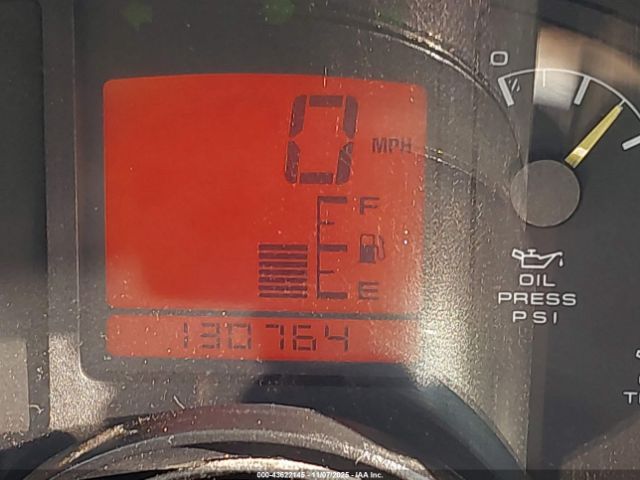 0
0
MPH
F
E
OIL
PRESS
PSI
130764
000-43622145 - 11/07/2025 - IAA Inc.